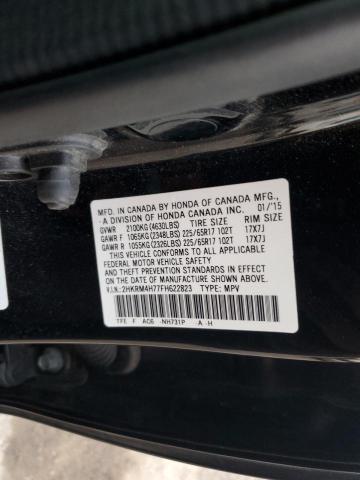 MFD. IN CANADA BY HONDA OF CANADA MFG.,
-A DIVISION OF HONDA CANADA INC. 01/'15
GVWR 2100KG(4630LBS) TIRE SIZE RIM SIZE
GAWR F 1065KG(2348LBS)225/65R17 102T 17X7J
GAWR R 1055KG(2326LBS)225/65R17 102T 17X7J
THIS VEHICLE CONFORMS TO ALL APPLICABLE
FEDERAL MOTOR VEHICLE SAFETY
AND THEFT PREVENTION STANDARDS IN EFFECT ON
THE DATE OF MANUFACTURE SHOWN ABOVE.
V.I.N.:2HKRM4H77FH622823 TYPE: MPV
TFE F AO6 -NH731P A -H